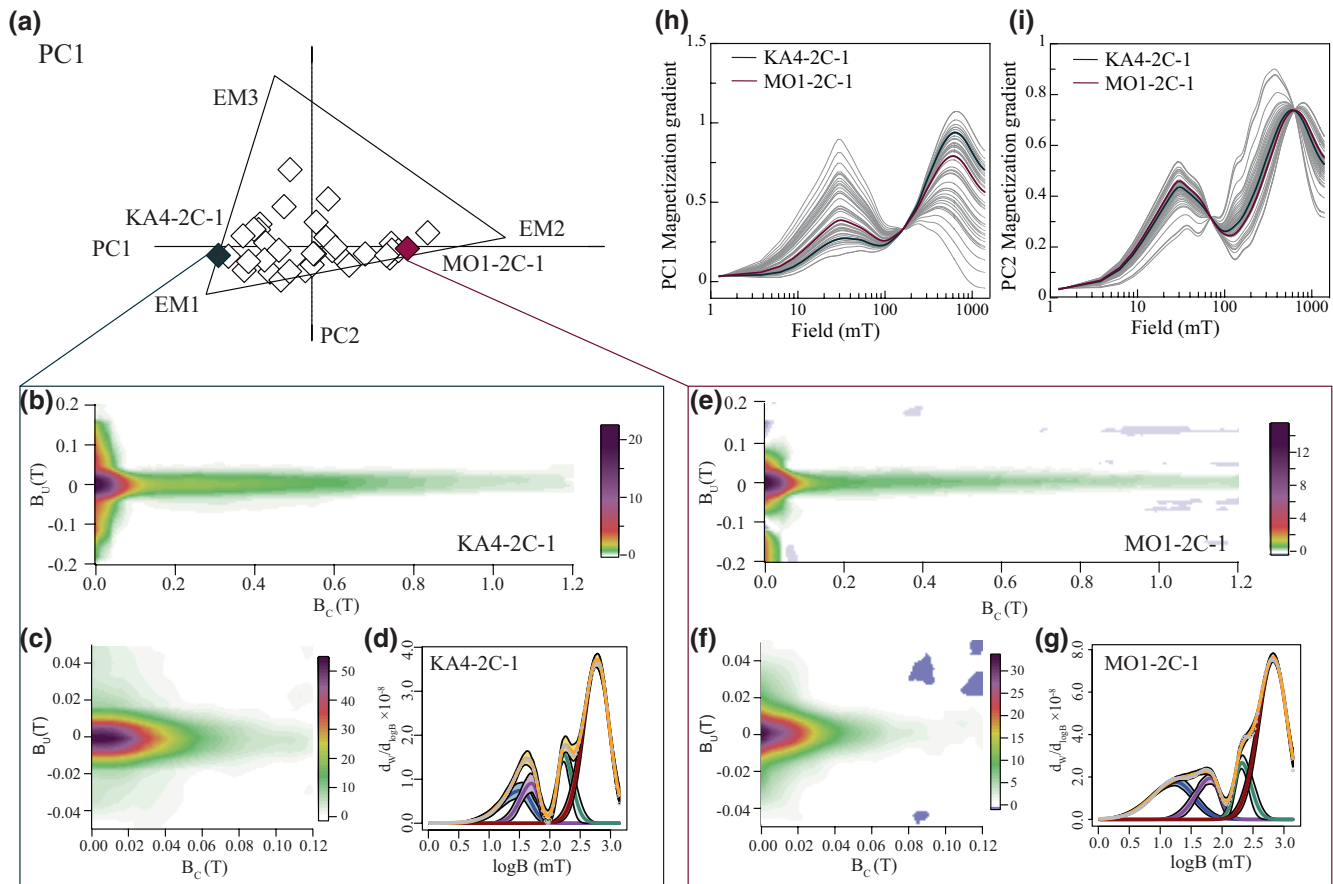 (a)
PC1
EM3
KA4-2C-1
PC1
EM2
MO1-2C-1
EM1
PC2
(h)
1.5
1
0.5
0
PC1 Magnetization gradient
KA4-2C-1
MO1-2C-1
1 10 100 1000
Field (mT)
(i)
1
0.8
0.6
0.4
0.2
0
PC2 Magnetization gradient
KA4-2C-1
MO1-2C-1
1 10 100 1000
Field (mT)
(b)
0.2
0.1
0
-0.1
-0.2
B_U(T)
0.0 0.2 0.4 0.6 0.8 1.0 1.2
B_C(T)
KA4-2C-1
20
10
0
(c)
0.04
0.02
0
-0.02
-0.04
B_U(T)
0.00 0.02 0.04 0.06 0.08 0.10 0.12
B_C(T)
50
40
30
20
10
0
(d)
KA4-2C-1
4.0
3.0
2.0
1.0
0.0
d_W/d_logB ×10-8
0.0 0.5 1.0 1.5 2.0 2.5 3.0
logB (mT)
(e)
0.2
0.1
0
-0.1
-0.2
B_U(T)
0.0 0.2 0.4 0.6 0.8 1.0 1.2
B_C(T)
MO1-2C-1
12
8
4
0
(f)
0.04
0.02
0
-0.02
-0.04
B_U(T)
0.00 0.02 0.04 0.06 0.08 0.10 0.12
B_C(T)
30
25
20
15
10
5
0
(g)
MO1-2C-1
8.0
6.0
4.0
2.0
0.0
d_W/d_logB ×10-8
0.0 0.5 1.0 1.5 2.0 2.5 3.0
logB (mT)